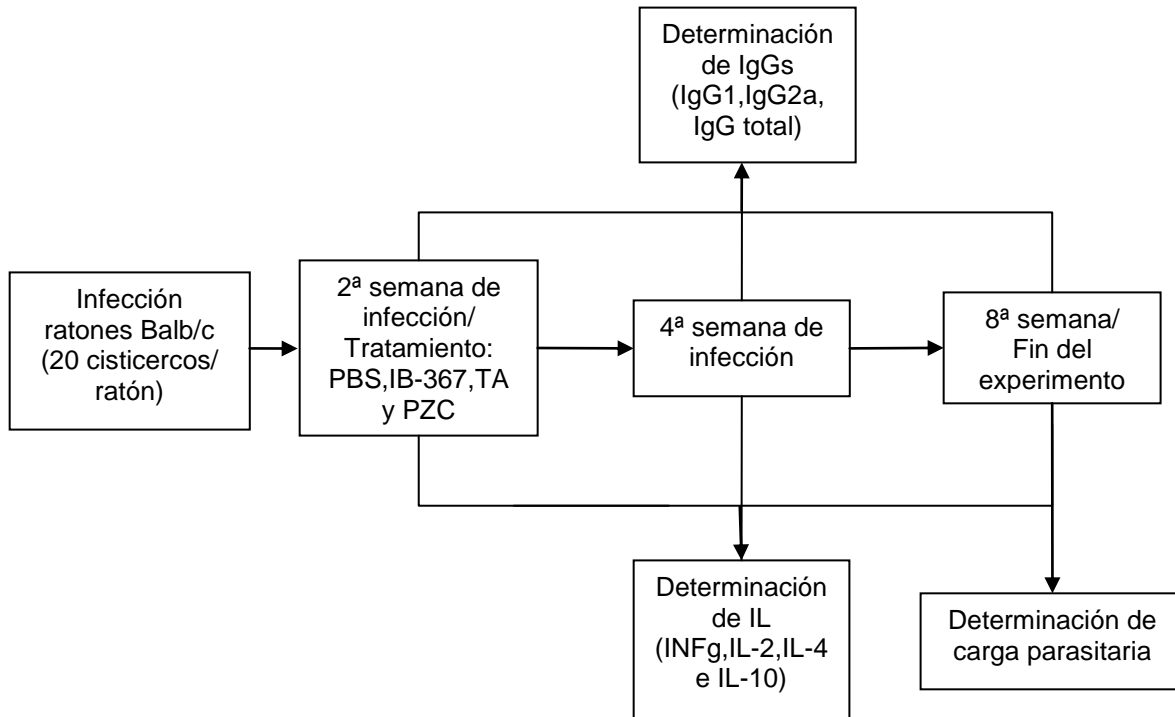 Determinación
de IgGs
(IgG1,IgG2a,
IgG total)
Infección
ratones Balb/c
(20 cisticercos/
ratón)
2ª semana de
infección/
Tratamiento:
PBS,IB-367,TA
y PZC
4ª semana de
infección
8ª semana/
Fin del
experimento
Determinación
de IL
(INFg,IL-2,IL-4
e IL-10)
Determinación de
carga parasitaria